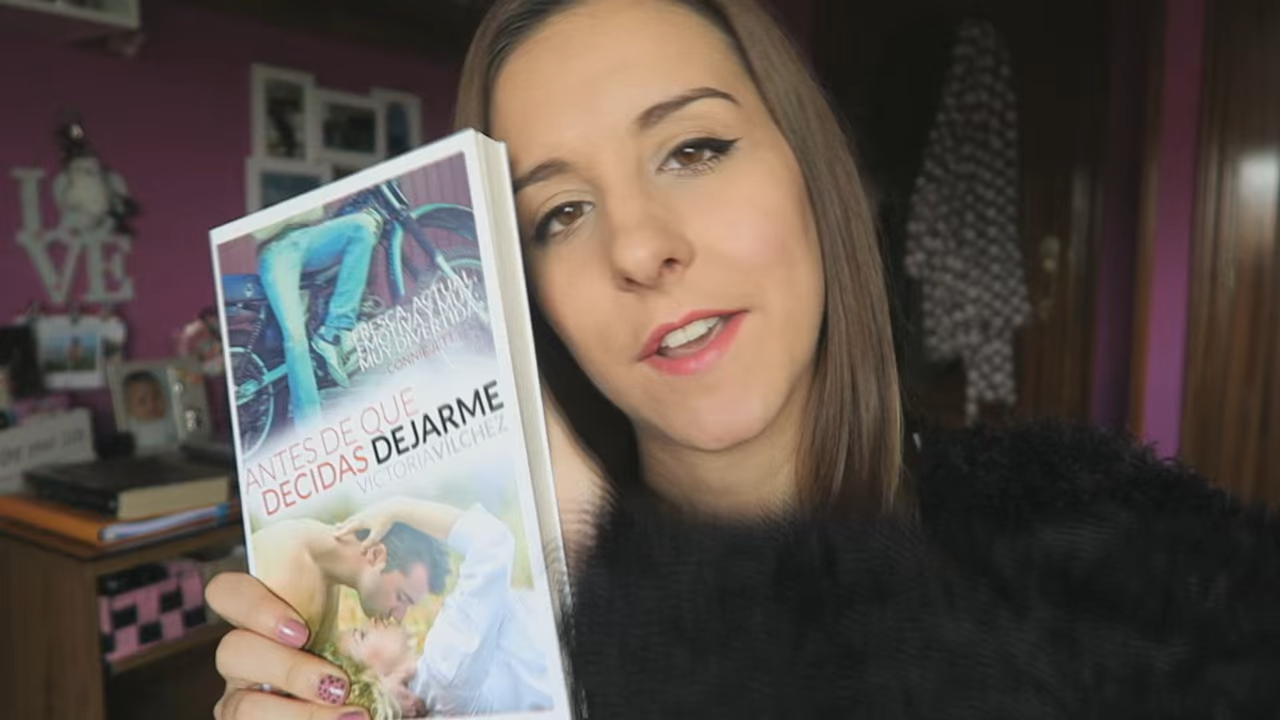 LOVE
FRESCA, ACTUAL,
EMOTIVA Y MUY,
MUY DIVERTIDA.
ANTES DE QUE
DECIDAS DEJARME
VICTORIA VILCHEZ